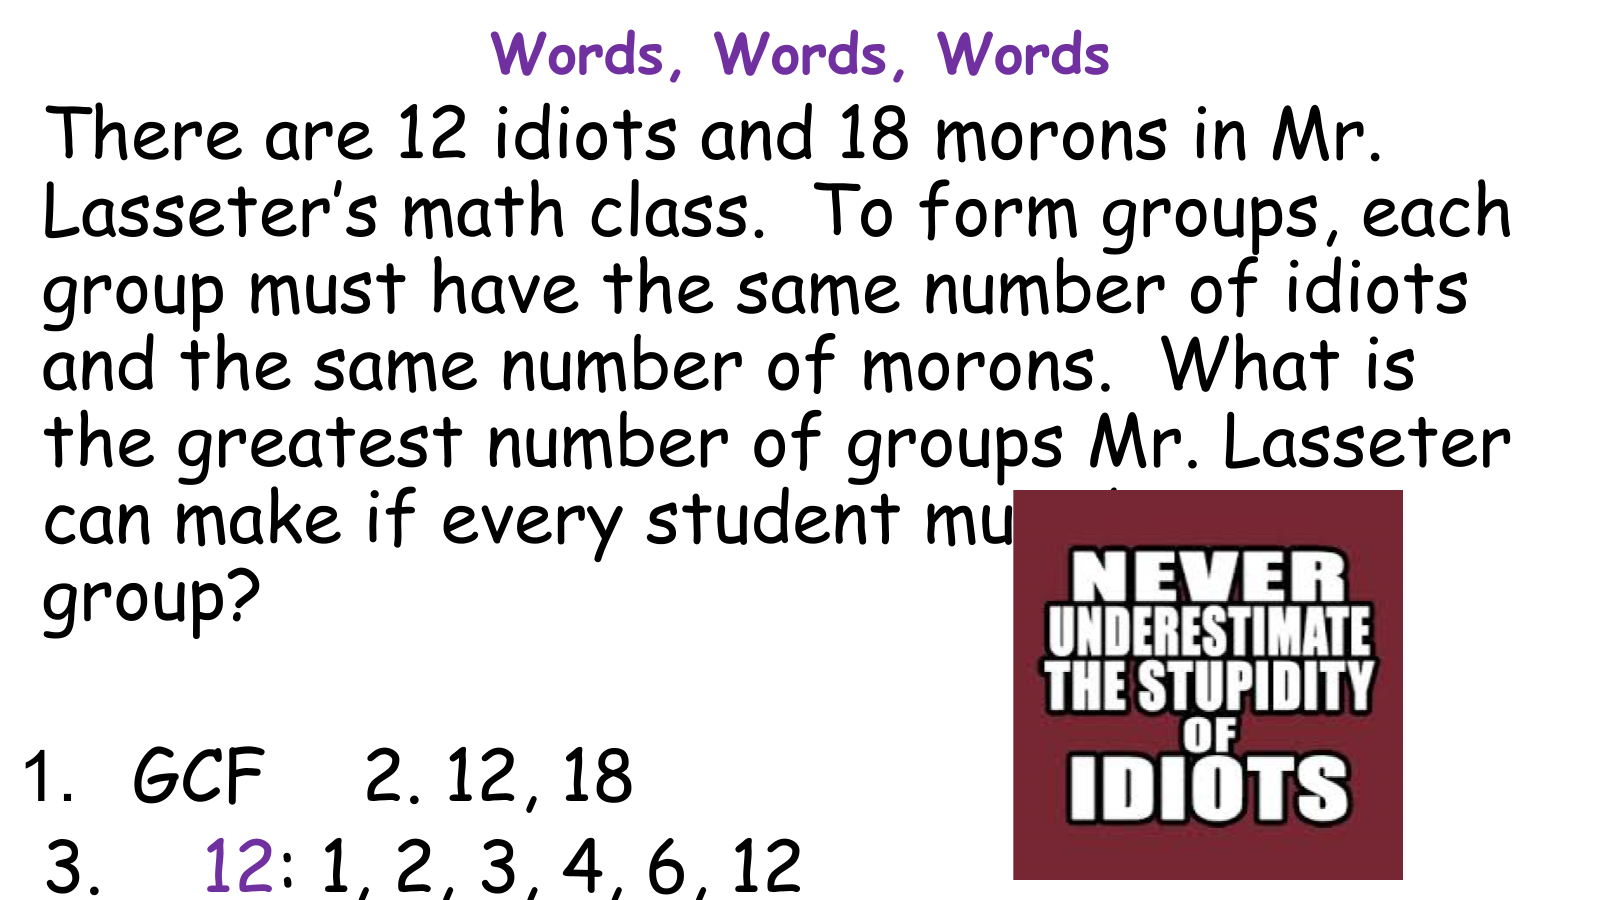 Words, Words, Words
There are 12 idiots and 18 morons in Mr.
Lasseter’s math class. To form groups, each
group must have the same number of idiots
and the same number of morons. What is
the greatest number of groups Mr. Lasseter
can make if every student
group?
NEVER
UNDERESTIMATE
THE STUPIDITY
OF
IDIOTS
1. GCF 2. 12, 18
3. 12: 1, 2, 3, 4, 6, 12